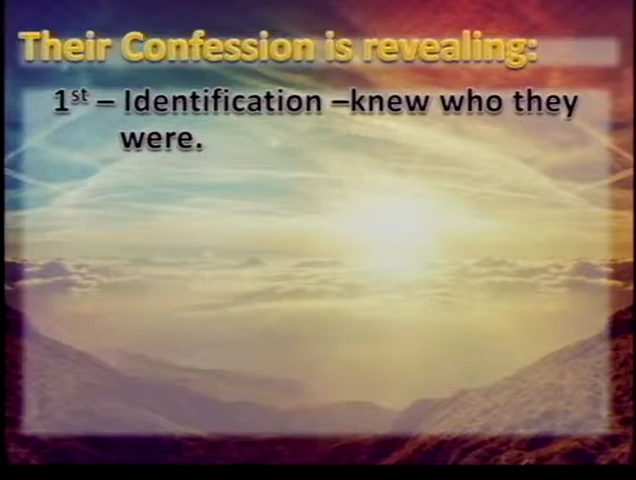 Their Confession is revealing:
1st – Identification –knew who they
were.